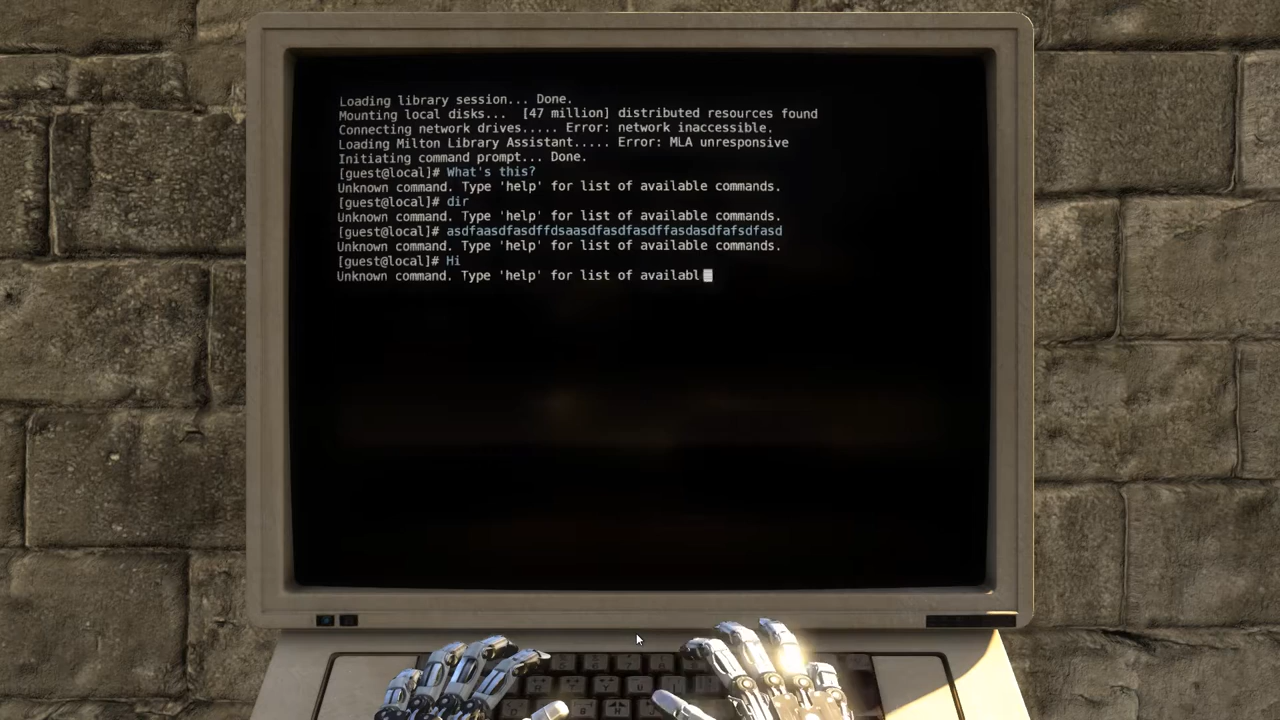 Loading library session... Done.
Mounting local disks...  [47 million] distributed resources found
Connecting network drives..... Error: network inaccessible.
Loading Milton Library Assistant..... Error: MLA unresponsive
Initiating command prompt... Done.
[guest@local]# What's this?
Unknown command. Type 'help' for list of available commands.
[guest@local]# dir
Unknown command. Type 'help' for list of available commands.
[guest@local]# asdfaasdfasdffdsaasdfasdfasdffasdasdfafsdfasd
Unknown command. Type 'help' for list of available commands.
[guest@local]# Hi
Unknown command. Type 'help' for list of availabl